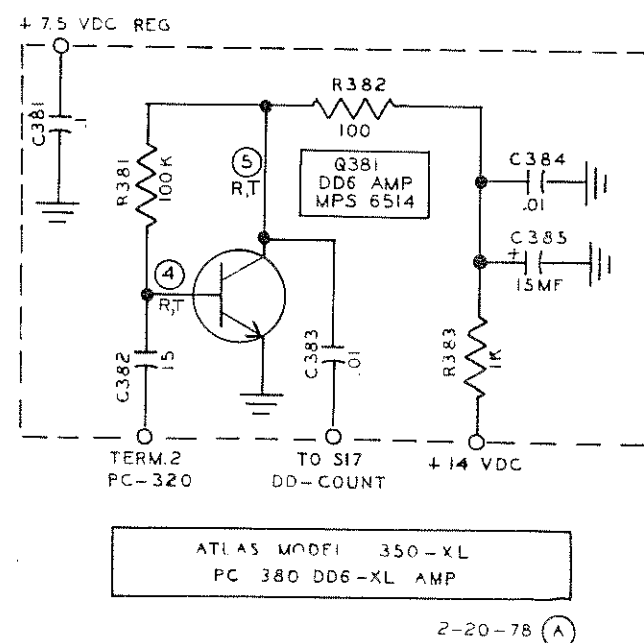 + 7.5 VDC REG
C381
.1
R381
100K
R382
100
5
R,T
Q381
DD6 AMP
MPS 6514
C384
.01
+
C385
15MF
4
R,T
C382
15
C383
.01
R383
1K
TERM.2
PC-320
TO S17
DD-COUNT
+ 14 VDC
ATLAS MODEL 350-XL
PC 380 DD6-XL AMP
2-20-78 A